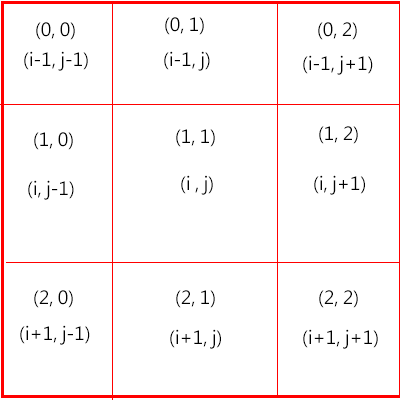 (0, 0)
(i-1, j-1)
(0, 1)
(i-1, j)
(0, 2)
(i-1, j+1)
(1, 0)
(i, j-1)
(1, 1)
(i , j)
(1, 2)
(i, j+1)
(2, 0)
(i+1, j-1)
(2, 1)
(i+1, j)
(2, 2)
(i+1, j+1)